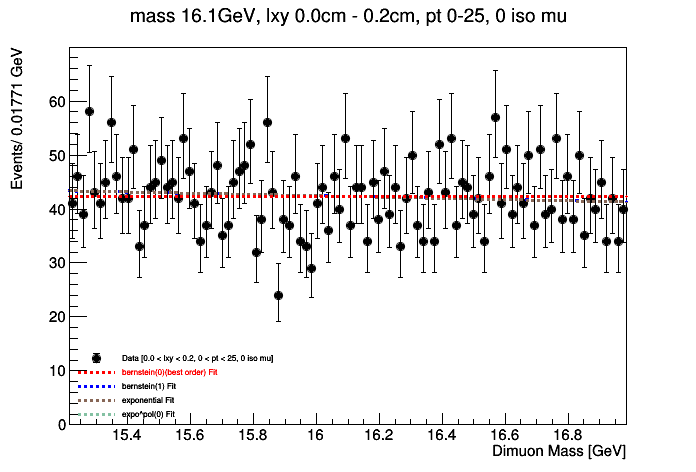 mass 16.1GeV, lxy 0.0cm - 0.2cm, pt 0-25, 0 iso mu
Events/ 0.01771 GeV
60
50
40
30
20
10
0
Data [0.0 < lxy < 0.2, 0 < pt < 25, 0 iso mu]
bernstein(0)(best order) Fit
bernstein(1) Fit
exponential Fit
expo*pol(0) Fit
15.4 15.6 15.8 16 16.2 16.4 16.6 16.8
Dimuon Mass [GeV]